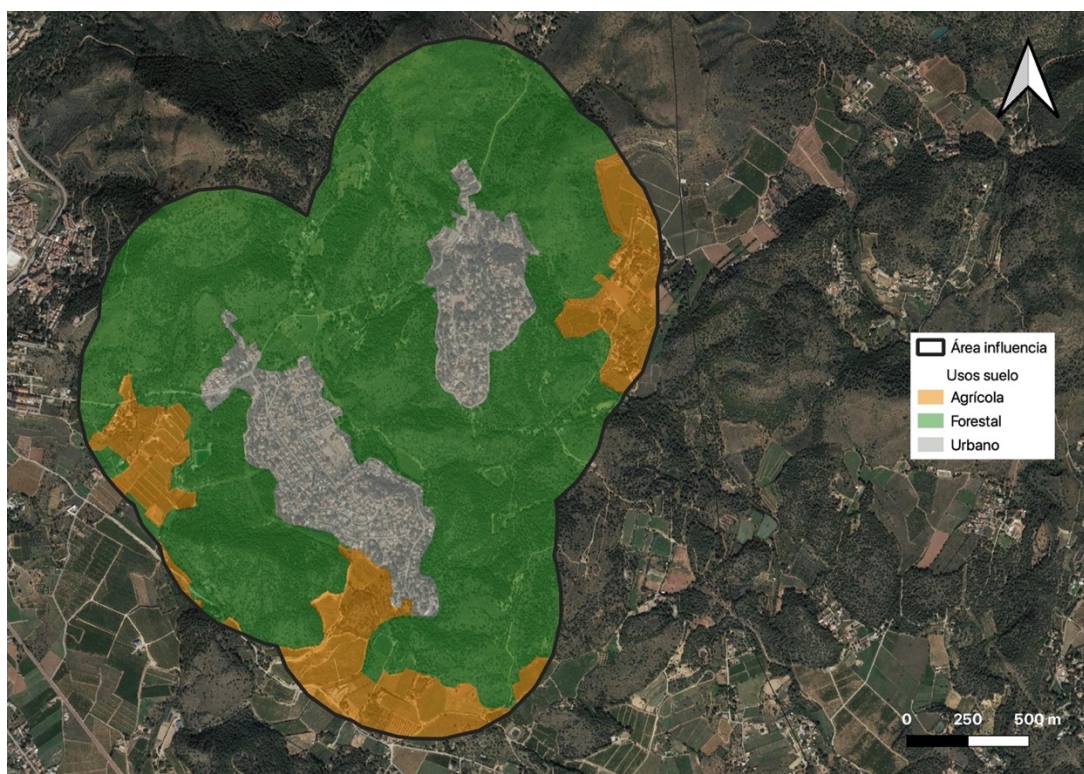 Área influencia
Usos suelo
Agrícola
Forestal
Urbano
0 250 500 m